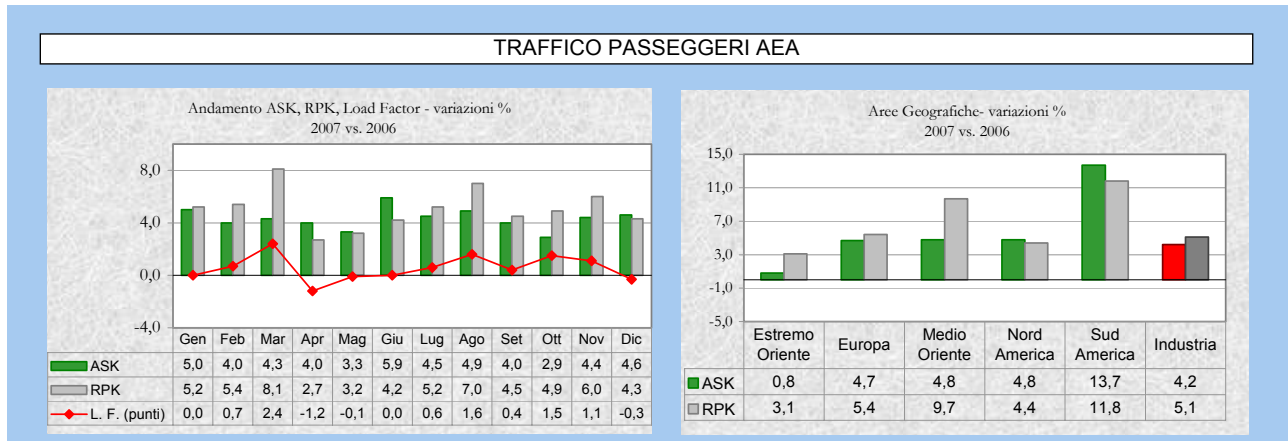 TRAFFICO PASSEGGERI AEA
Andamento ASK, RPK, Load Factor - variazioni %
2007 vs. 2006
8,0
4,0
0,0
-4,0
Gen Feb Mar Apr Mag Giu Lug Ago Set Ott Nov Dic
ASK 5,0 4,0 4,3 4,0 3,3 5,9 4,5 4,9 4,0 2,9 4,4 4,6
RPK 5,2 5,4 8,1 2,7 3,2 4,2 5,2 7,0 4,5 4,9 6,0 4,3
L. F. (punti) 0,0 0,7 2,4 -1,2 -0,1 0,0 0,6 1,6 0,4 1,5 1,1 -0,3
Aree Geografiche- variazioni %
2007 vs. 2006
15,0
11,0
7,0
3,0
-1,0
-5,0
Estremo Oriente Europa Medio Oriente Nord America Sud America Industria
ASK 0,8 4,7 4,8 4,8 13,7 4,2
RPK 3,1 5,4 9,7 4,4 11,8 5,1